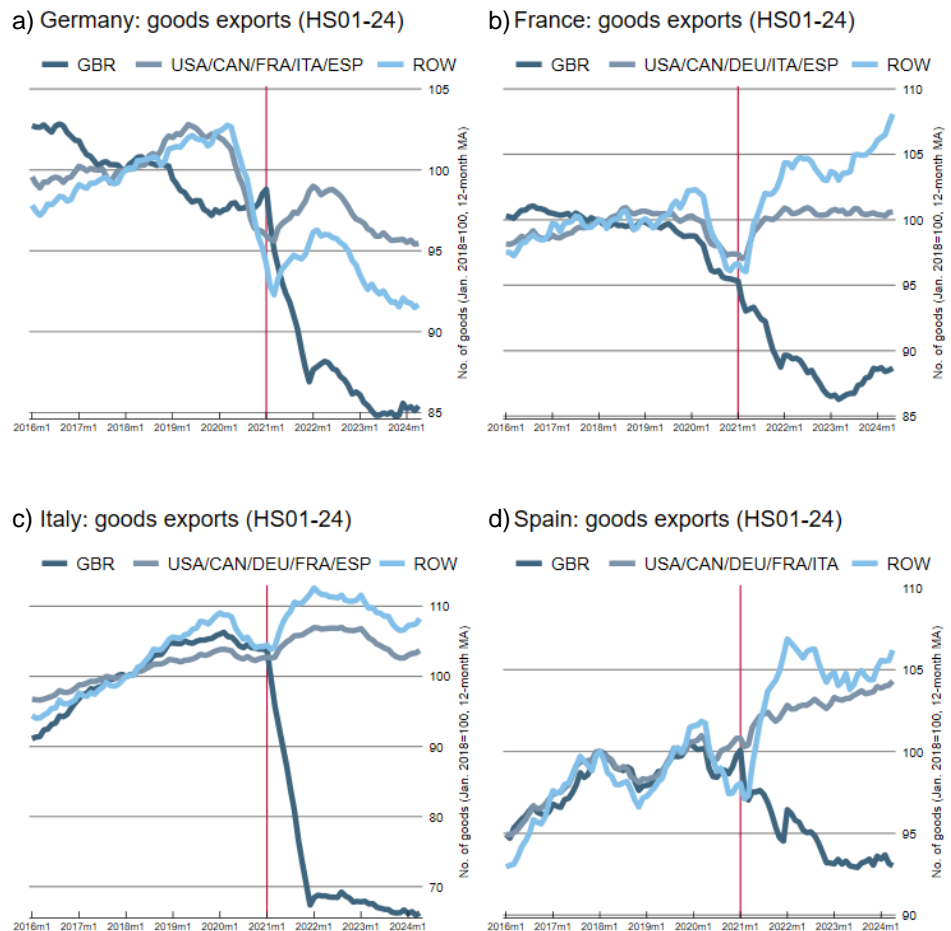 a) Germany: goods exports (HS01-24)
GBR USA/CAN/FRA/ITA/ESP ROW
105
100
95
90
85
No. of goods (Jan. 2018=100, 12-month MA)
2016m1 2017m1 2018m1 2019m1 2020m1 2021m1 2022m1 2023m1 2024m1
b) France: goods exports (HS01-24)
GBR USA/CAN/DEU/ITA/ESP ROW
110
105
100
95
90
85
No. of goods (Jan. 2018=100, 12-month MA)
2016m1 2017m1 2018m1 2019m1 2020m1 2021m1 2022m1 2023m1 2024m1
c) Italy: goods exports (HS01-24)
GBR USA/CAN/DEU/FRA/ESP ROW
110
100
90
80
70
No. of goods (Jan. 2018=100, 12-month MA)
2016m1 2017m1 2018m1 2019m1 2020m1 2021m1 2022m1 2023m1 2024m1
d) Spain: goods exports (HS01-24)
GBR USA/CAN/DEU/FRA/ITA ROW
110
105
100
95
90
No. of goods (Jan. 2018=100, 12-month MA)
2016m1 2017m1 2018m1 2019m1 2020m1 2021m1 2022m1 2023m1 2024m1